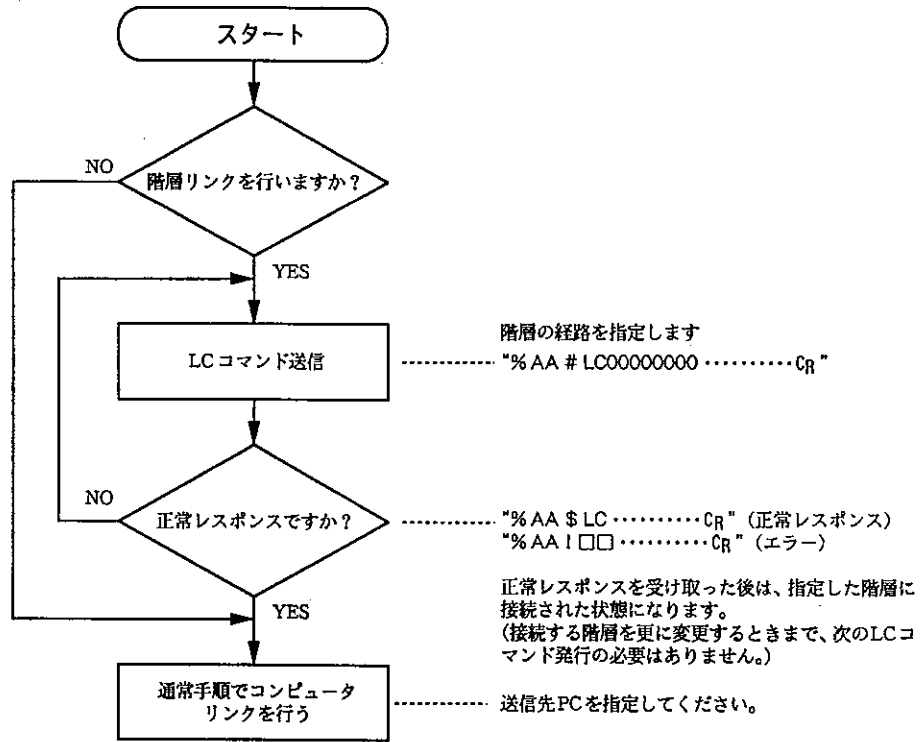 スタート
NO
階層リンクを行いますか？
YES
LCコマンド送信
階層の経路を指定します
"% AA # LC00000000 ·········· CR "
NO
正常レスポンスですか？
"% AA $ LC ·········· CR "（正常レスポンス）
"% AA ! □□ ·········· CR "（エラー）
YES
正常レスポンスを受け取った後は、指定した階層に
接続された状態になります。
（接続する階層を更に変更するときまで、次のLCコ
マンド発行の必要はありません。）
通常手順でコンピュータ
リンクを行う
送信先PCを指定してください。